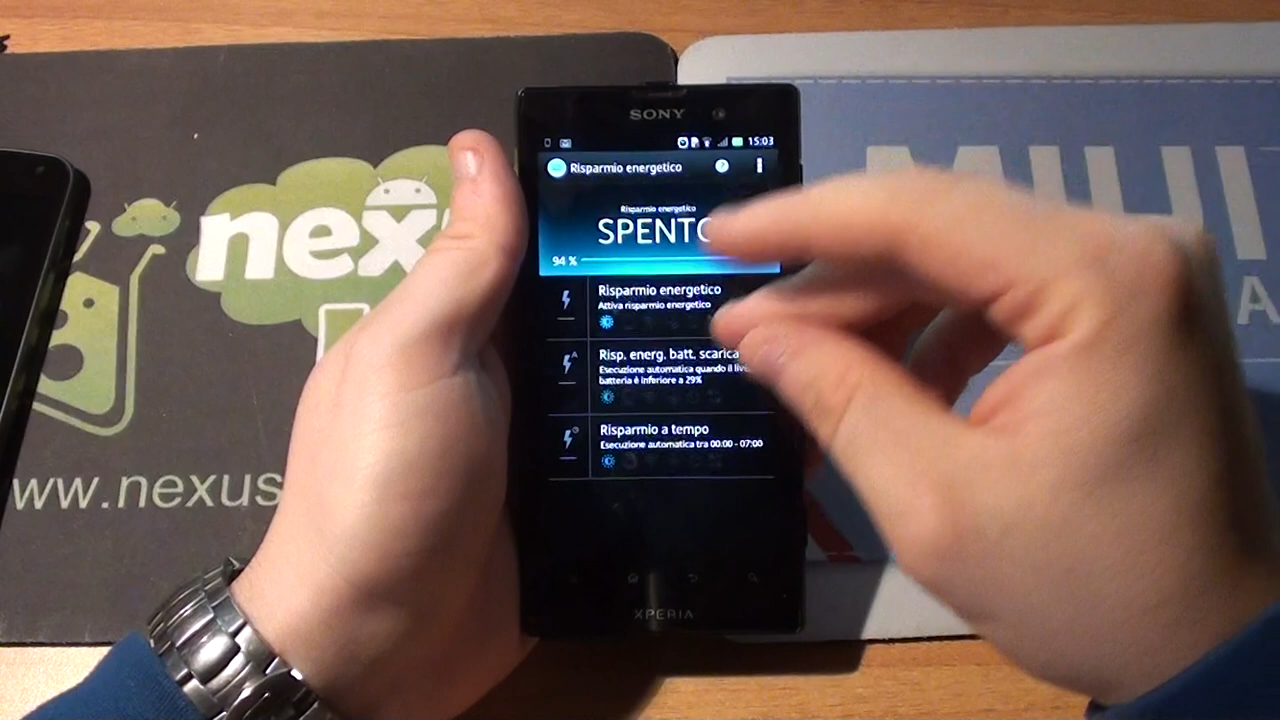 SONY
15:03
Risparmio energetico
Risparmio energetico
SPENTO
94 %
Risparmio energetico
Attiva risparmio energetico
Risp. energ. batt. scarica
Esecuzione automatica quando il live
batteria è inferiore a 29%
Risparmio a tempo
Esecuzione automatica tra 00:00 - 07:00
XPERIA
nex
ww.nexus
MIUI
A